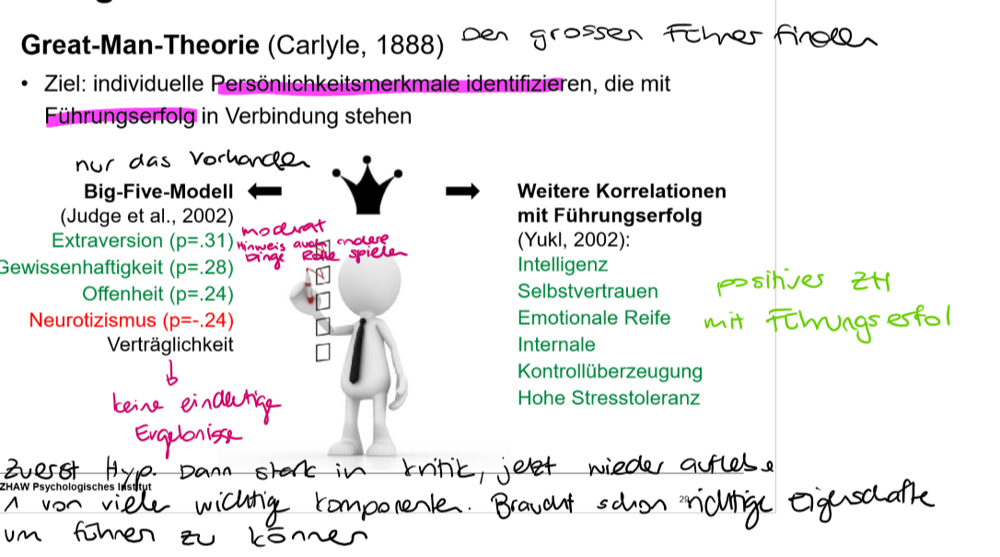 Great-Man-Theorie (Carlyle, 1888) Den grossen Führer finden
• Ziel: individuelle Persönlichkeitsmerkmale identifizieren, die mit
Führungserfolg in Verbindung stehen
nur das Vorhanden
Big-Five-Modell
(Judge et al., 2002)
Extraversion (p=.31)
Gewissenhaftigkeit (p=.28)
Offenheit (p=.24)
Neurotizismus (p=-.24)
Verträglichkeit
moderat
Hinweis auch andere
Dinge Rolle spielen
keine eindeutige
Ergebnisse
Weitere Korrelationen
mit Führungserfolg
(Yukl, 2002):
Intelligenz
Selbstvertrauen
Emotionale Reife
Internale
Kontrollüberzeugung
Hohe Stresstoleranz
positives ZH
mit Führungserfol
Zuerst Hyp. Dann stark in kritik, jetzt wieder auflebe
ZHAW Psychologisches Institut
1 von viele wichtig komponenten. Braucht schon richtige Eigenschafte
um führen zu können